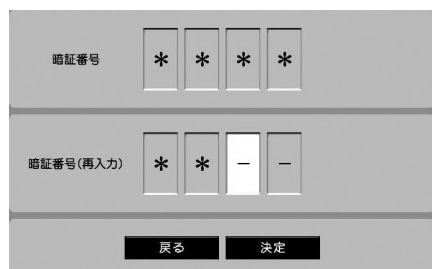 暗証番号 * * * *
暗証番号(再入力) * * - -
戻る 決定